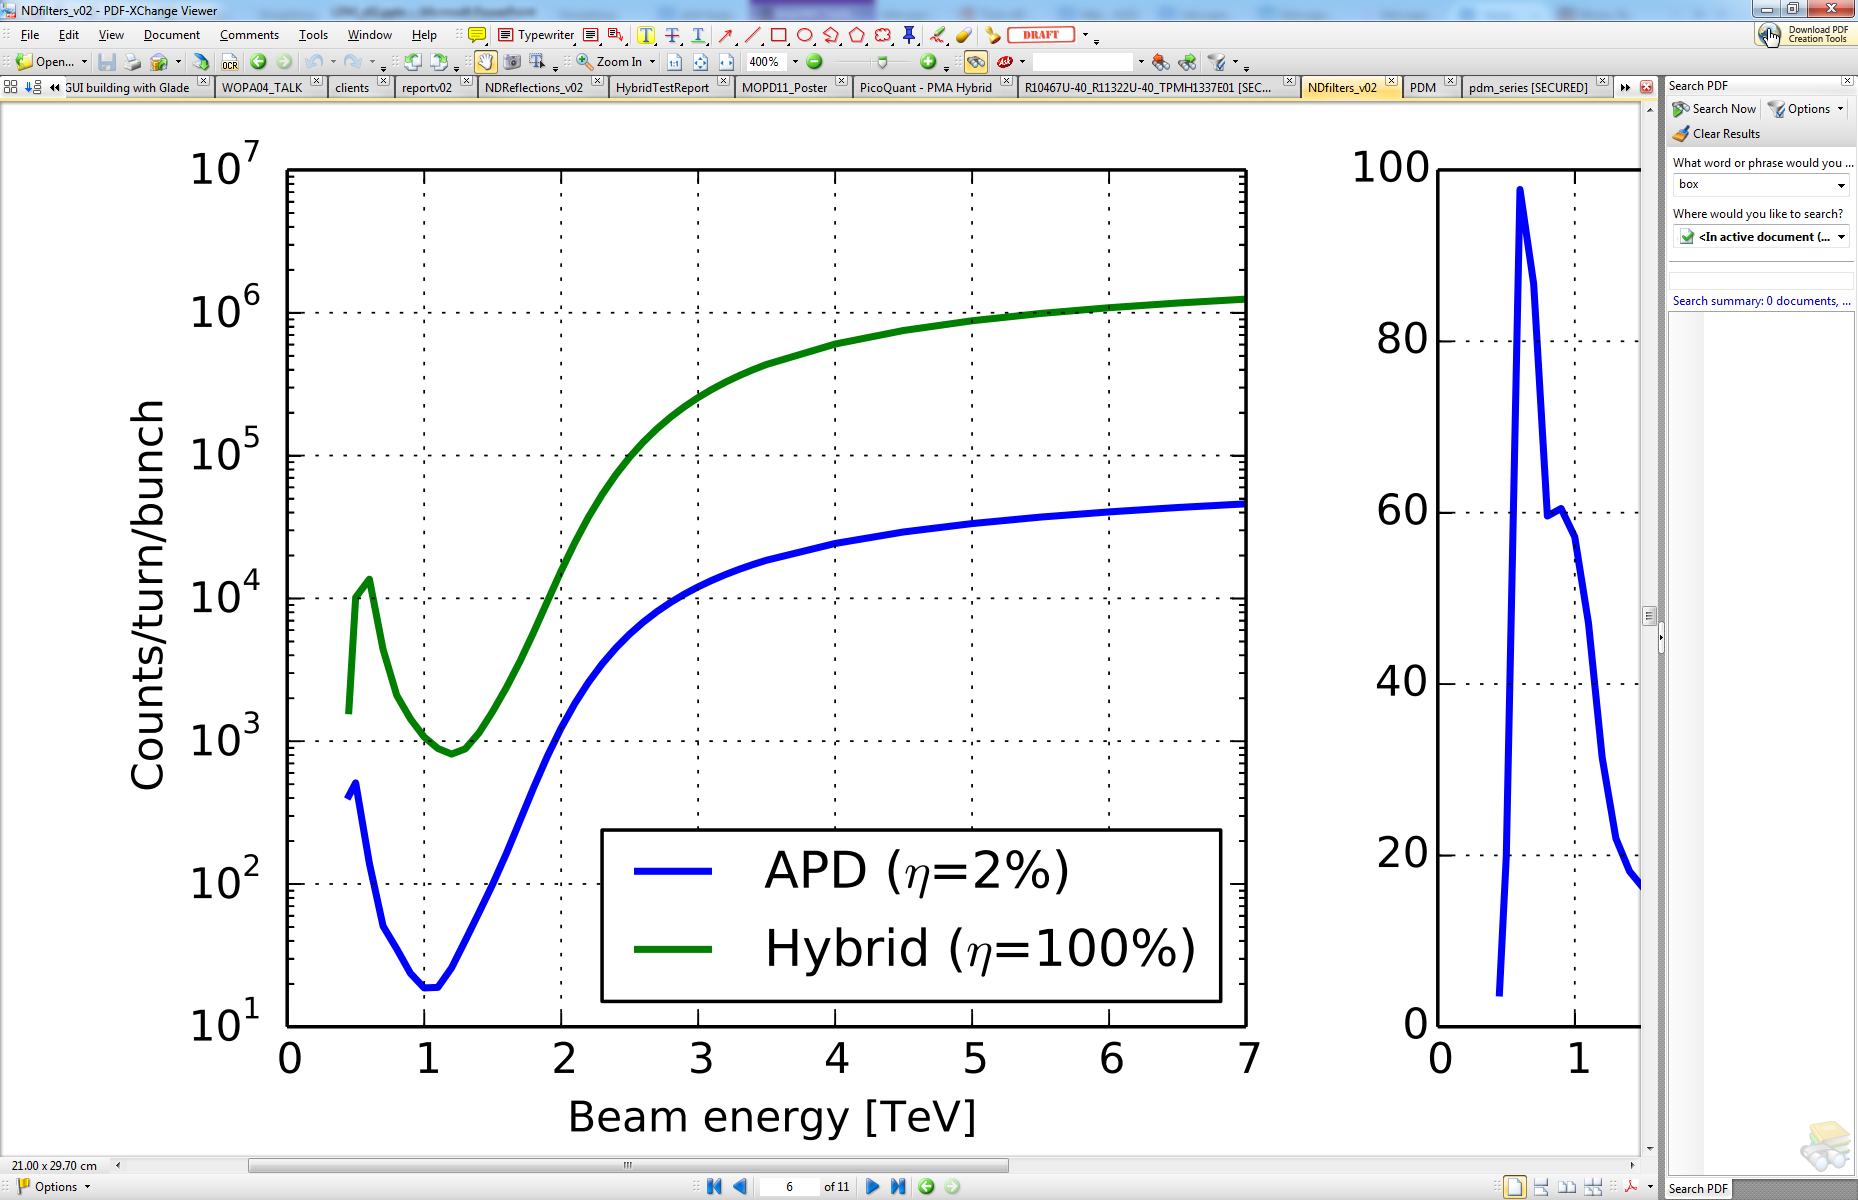 NDfilters_v02 - PDF-XChange Viewer
File Edit View Document Comments Tools Window Help Typewriter DRAFT Download PDF Creation Tools
Open... OCR Zoom In 400%
GUI building with Glade WOPA04_TALK clients reportv02 NDReflections_v02 HybridTestReport MOPD11_Poster PicoQuant - PMA Hybrid R10467U-40_R11322U-40_TPMH1337E01 [SEC... NDfilters_v02 PDM pdm_series [SECURED]
Search PDF
Search Now Options
Clear Results
What word or phrase would you ...
box
Where would you like to search?
<In active document (...
Search summary: 0 documents, ...
10^7
10^6
10^5
10^4
10^3
10^2
10^1
Counts/turn/bunch
APD (η=2%)
Hybrid (η=100%)
0 1 2 3 4 5 6 7
Beam energy [TeV]
100
80
60
40
20
0
0 1
21.00 x 29.70 cm
Options 6 of 11
Search PDF